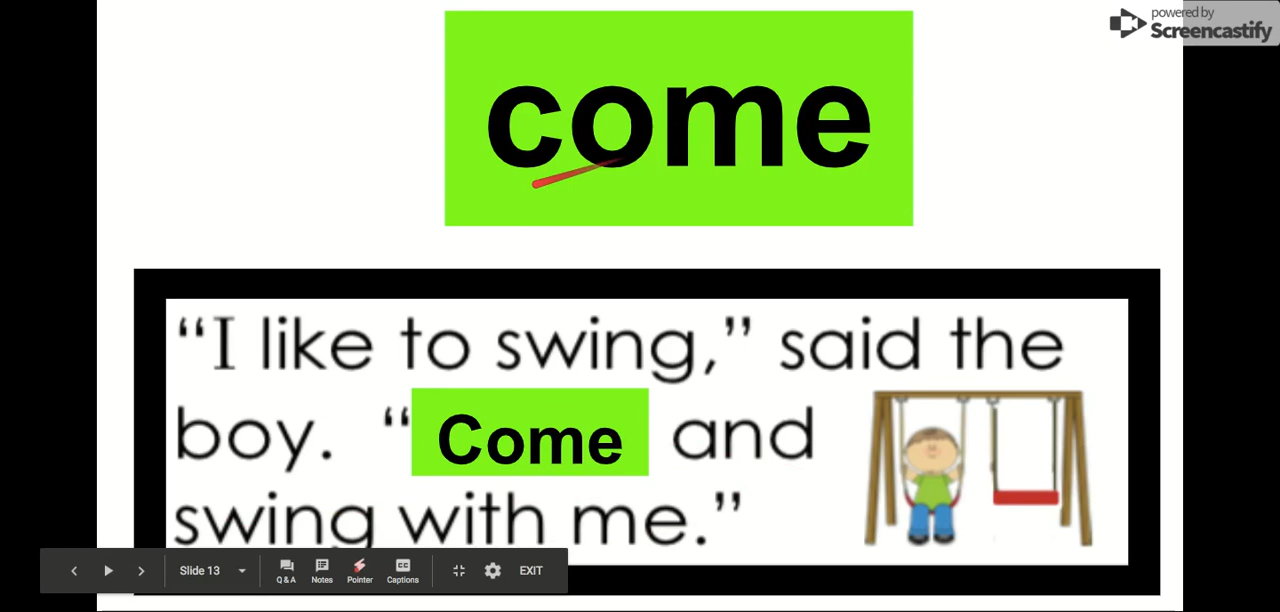 powered by
Screencastify
come
“I like to swing,” said the
boy. “Come and
swing with me.”
Slide 13
Q & A
Notes
Pointer
Captions
EXIT